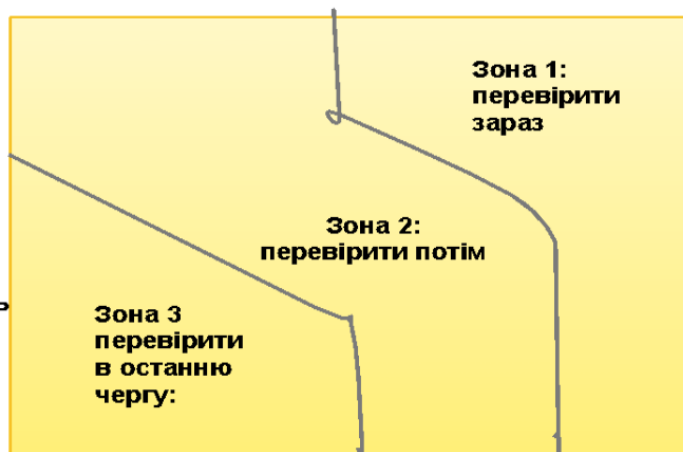 Зона 1:
перевірити
зараз
Зона 2:
перевірити потім
Зона 3
перевірити
в останню
чергу: